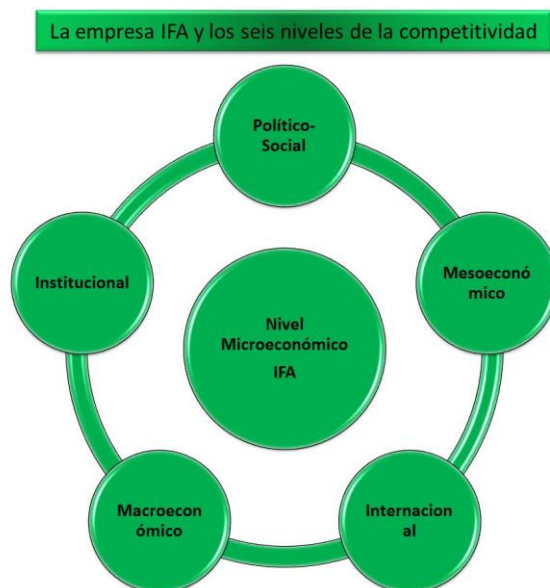 La empresa IFA y los seis niveles de la competitividad
Político-
Social
Institucional
Mesoeconó
mico
Nivel
Microeconómico
IFA
Macroecon
ómico
Internacion
al